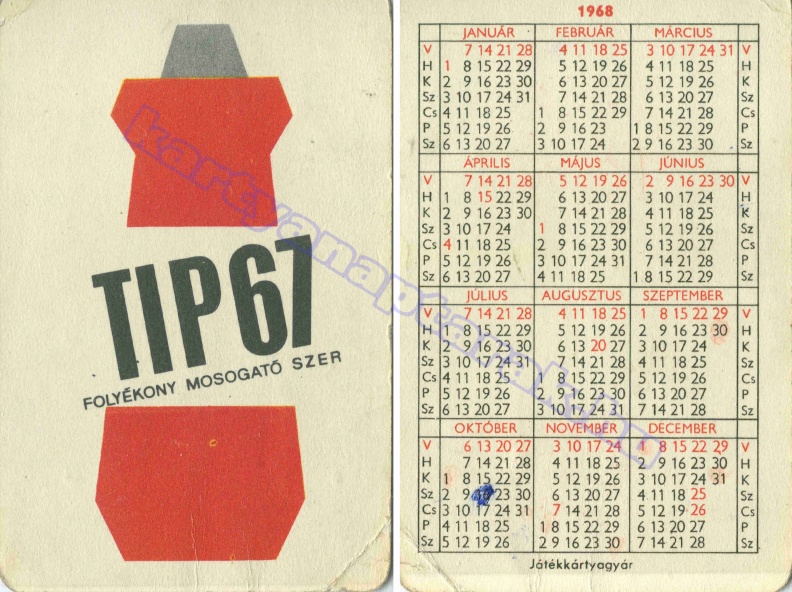 TIP 67
FOLYÉKONY MOSOGATÓ SZER
kartyanaptarak.hu
1968
JANUÁR FEBRUÁR MÁRCIUS
V 7 14 21 28 4 11 18 25 3 10 17 24 31 V
H 1 8 15 22 29 5 12 19 26 4 11 18 25 H
K 2 9 16 23 30 6 13 20 27 5 12 19 26 K
Sz 3 10 17 24 31 7 14 21 28 6 13 20 27 Sz
Cs 4 11 18 25 1 8 15 22 29 7 14 21 28 Cs
P 5 12 19 26 2 9 16 23 1 8 15 22 29 P
Sz 6 13 20 27 3 10 17 24 2 9 16 23 30 Sz
ÁPRILIS MÁJUS JÚNIUS
V 7 14 21 28 5 12 19 26 2 9 16 23 30 V
H 1 8 15 22 29 6 13 20 27 3 10 17 24 H
K 2 9 16 23 30 7 14 21 28 4 11 18 25 K
Sz 3 10 17 24 1 8 15 22 29 5 12 19 26 Sz
Cs 4 11 18 25 2 9 16 23 30 6 13 20 27 Cs
P 5 12 19 26 3 10 17 24 31 7 14 21 28 P
Sz 6 13 20 27 4 11 18 25 1 8 15 22 29 Sz
JÚLIUS AUGUSZTUS SZEPTEMBER
V 7 14 21 28 4 11 18 25 1 8 15 22 29 V
H 1 8 15 22 29 5 12 19 26 2 9 16 23 30 H
K 2 9 16 23 30 6 13 20 27 3 10 17 24 K
Sz 3 10 17 24 31 7 14 21 28 4 11 18 25 Sz
Cs 4 11 18 25 1 8 15 22 29 5 12 19 26 Cs
P 5 12 19 26 2 9 16 23 30 6 13 20 27 P
Sz 6 13 20 27 3 10 17 24 31 7 14 21 28 Sz
OKTÓBER NOVEMBER DECEMBER
V 6 13 20 27 3 10 17 24 1 8 15 22 29 V
H 7 14 21 28 4 11 18 25 2 9 16 23 30 H
K 1 8 15 22 29 5 12 19 26 3 10 17 24 31 K
Sz 2 9 16 23 30 6 13 20 27 4 11 18 25 Sz
Cs 3 10 17 24 31 7 14 21 28 5 12 19 26 Cs
P 4 11 18 25 1 8 15 22 29 6 13 20 27 P
Sz 5 12 19 26 2 9 16 23 30 7 14 21 28 Sz
Játékkártyagyár